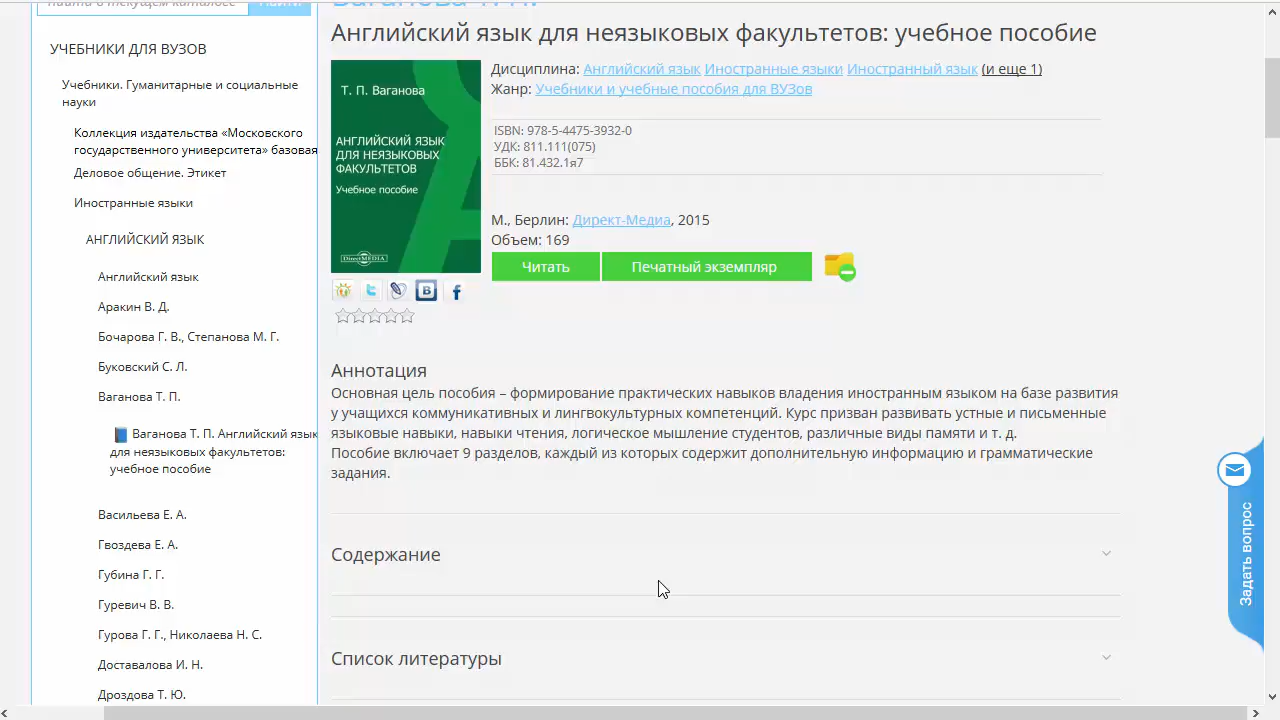 Найти в текущем каталоге
Найти
Ваганова Т. П.
Английский язык для неязыковых факультетов: учебное пособие
УЧЕБНИКИ ДЛЯ ВУЗОВ
Учебники. Гуманитарные и социальные
науки
Коллекция издательства «Московского
государственного университета» базовая
Деловое общение. Этикет
Иностранные языки
АНГЛИЙСКИЙ ЯЗЫК
Английский язык
Аракин В. Д.
Бочарова Г. В., Степанова М. Г.
Буковский С. Л.
Ваганова Т. П.
Ваганова Т. П. Английский язык
для неязыковых факультетов:
учебное пособие
Васильева Е. А.
Гвоздева Е. А.
Губина Г. Г.
Гуревич В. В.
Гурова Г. Г., Николаева Н. С.
Доставалова И. Н.
Дроздова Т. Ю.
Т. П. Ваганова
АНГЛИЙСКИЙ ЯЗЫК
ДЛЯ НЕЯЗЫКОВЫХ
ФАКУЛЬТЕТОВ
Учебное пособие
DirectMEDIA
Дисциплина: Английский язык Иностранные языки Иностранный язык (и еще 1)
Жанр: Учебники и учебные пособия для ВУЗов
ISBN: 978-5-4475-3932-0
УДК: 811.111(075)
ББК: 81.432.1я7
М., Берлин: Директ-Медиа, 2015
Объем: 169
Читать
Печатный экземпляр
Аннотация
Основная цель пособия – формирование практических навыков владения иностранным языком на базе развития
у учащихся коммуникативных и лингвокультурных компетенций. Курс призван развивать устные и письменные
языковые навыки, навыки чтения, логическое мышление студентов, различные виды памяти и т. д.
Пособие включает 9 разделов, каждый из которых содержит дополнительную информацию и грамматические
задания.
Содержание
Список литературы
Задать вопрос